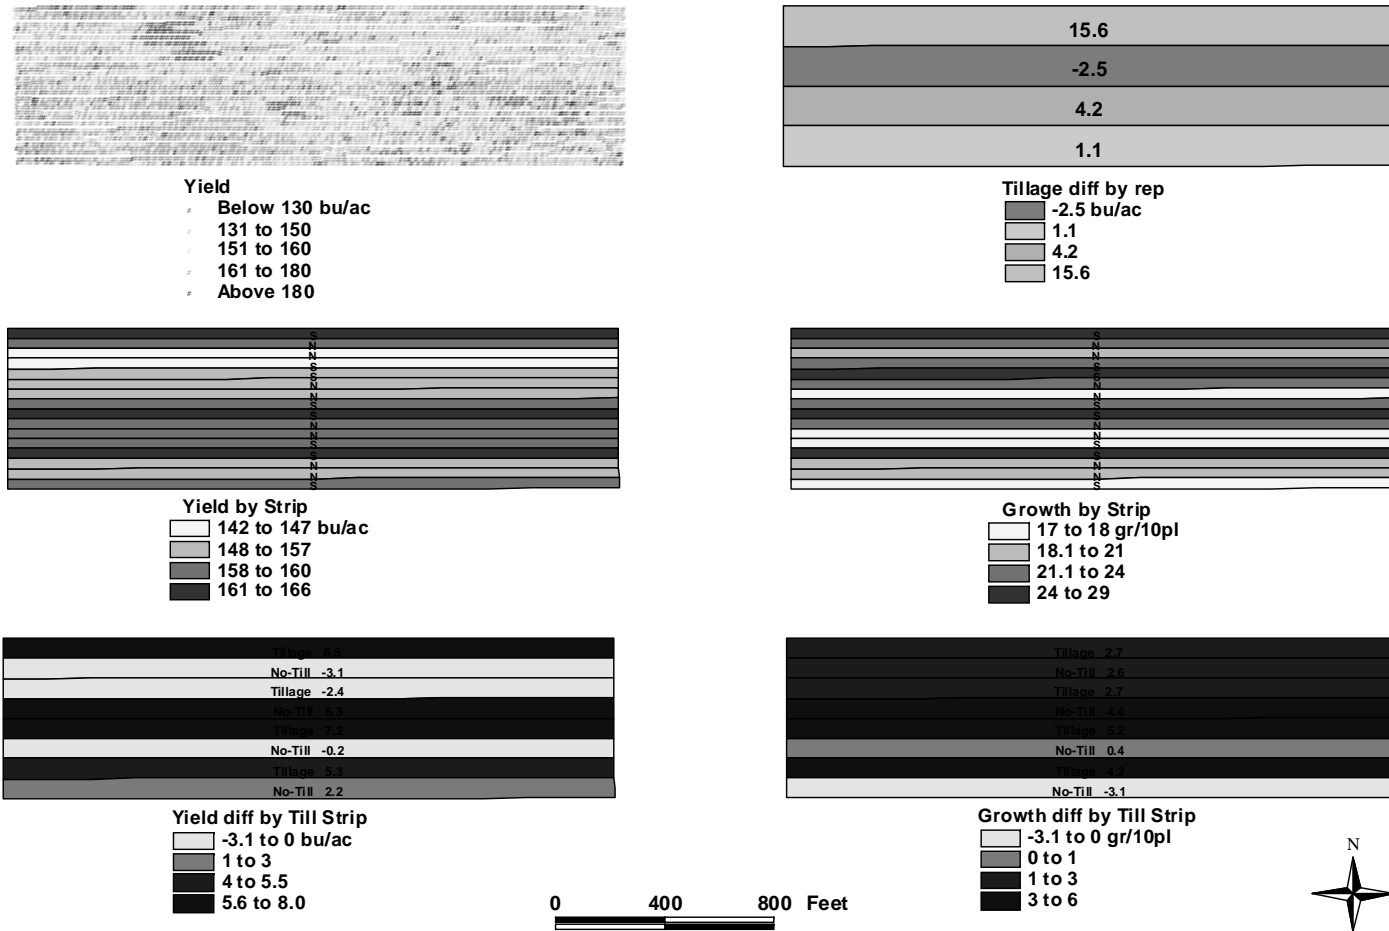 15.6
-2.5
4.2
1.1
Yield
Below 130 bu/ac
131 to 150
151 to 160
161 to 180
Above 180
Tillage diff by rep
-2.5 bu/ac
1.1
4.2
15.6
S
N
N
S
S
N
N
S
S
N
N
S
S
N
N
S
Yield by Strip
142 to 147 bu/ac
148 to 157
158 to 160
161 to 166
S
N
N
S
S
N
N
S
S
N
N
S
S
N
N
S
Growth by Strip
17 to 18 gr/10pl
18.1 to 21
21.1 to 24
24 to 29
Tillage 6.5
No-Till -3.1
Tillage -2.4
No-Till 6.3
Tillage 7.2
No-Till -0.2
Tillage 5.3
No-Till 2.2
Yield diff by Till Strip
-3.1 to 0 bu/ac
1 to 3
4 to 5.5
5.6 to 8.0
Tillage 2.7
No-Till 2.6
Tillage 2.7
No-Till 4.4
Tillage 5.2
No-Till 0.4
Tillage 4.2
No-Till -3.1
Growth diff by Till Strip
-3.1 to 0 gr/10pl
0 to 1
1 to 3
3 to 6
0 400 800 Feet
N